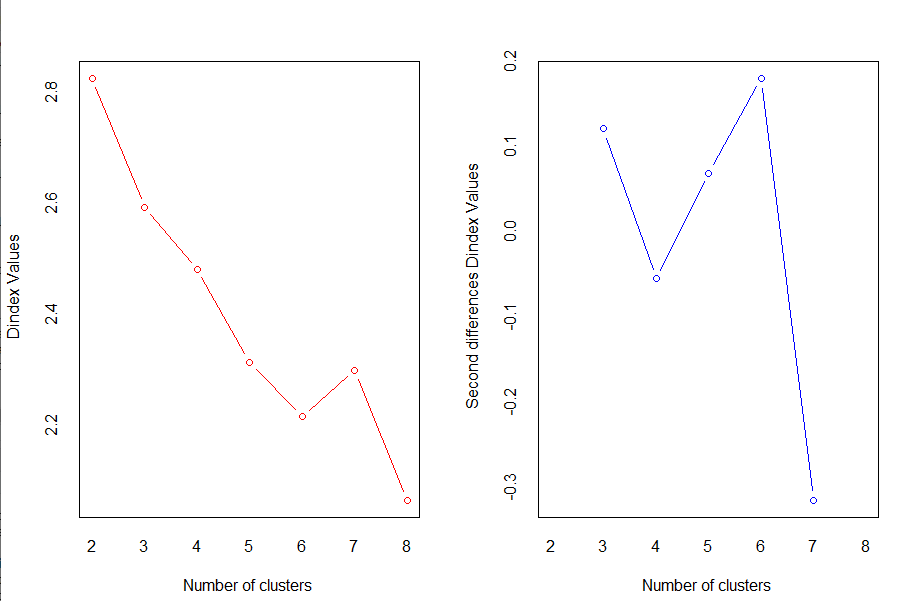 Dindex Values
2.8
2.6
2.4
2.2
2 3 4 5 6 7 8
Number of clusters
Second differences Dindex Values
0.2
0.1
0.0
-0.1
-0.2
-0.3
2 3 4 5 6 7 8
Number of clusters